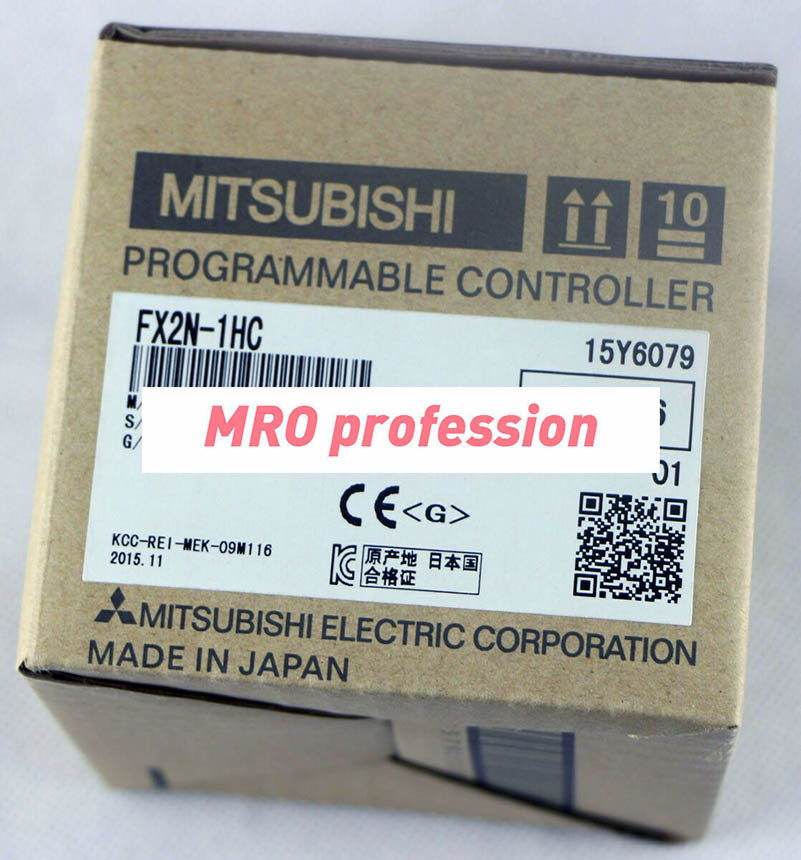 MITSUBISHI
10
PROGRAMMABLE CONTROLLER
FX2N-1HC
15Y6079
M/
S/
G/
MRO profession
6
01
CE <G>
KCC-REI-MEK-09M116
2015.11
原产地 日本国
合格证
MITSUBISHI ELECTRIC CORPORATION
MADE IN JAPAN